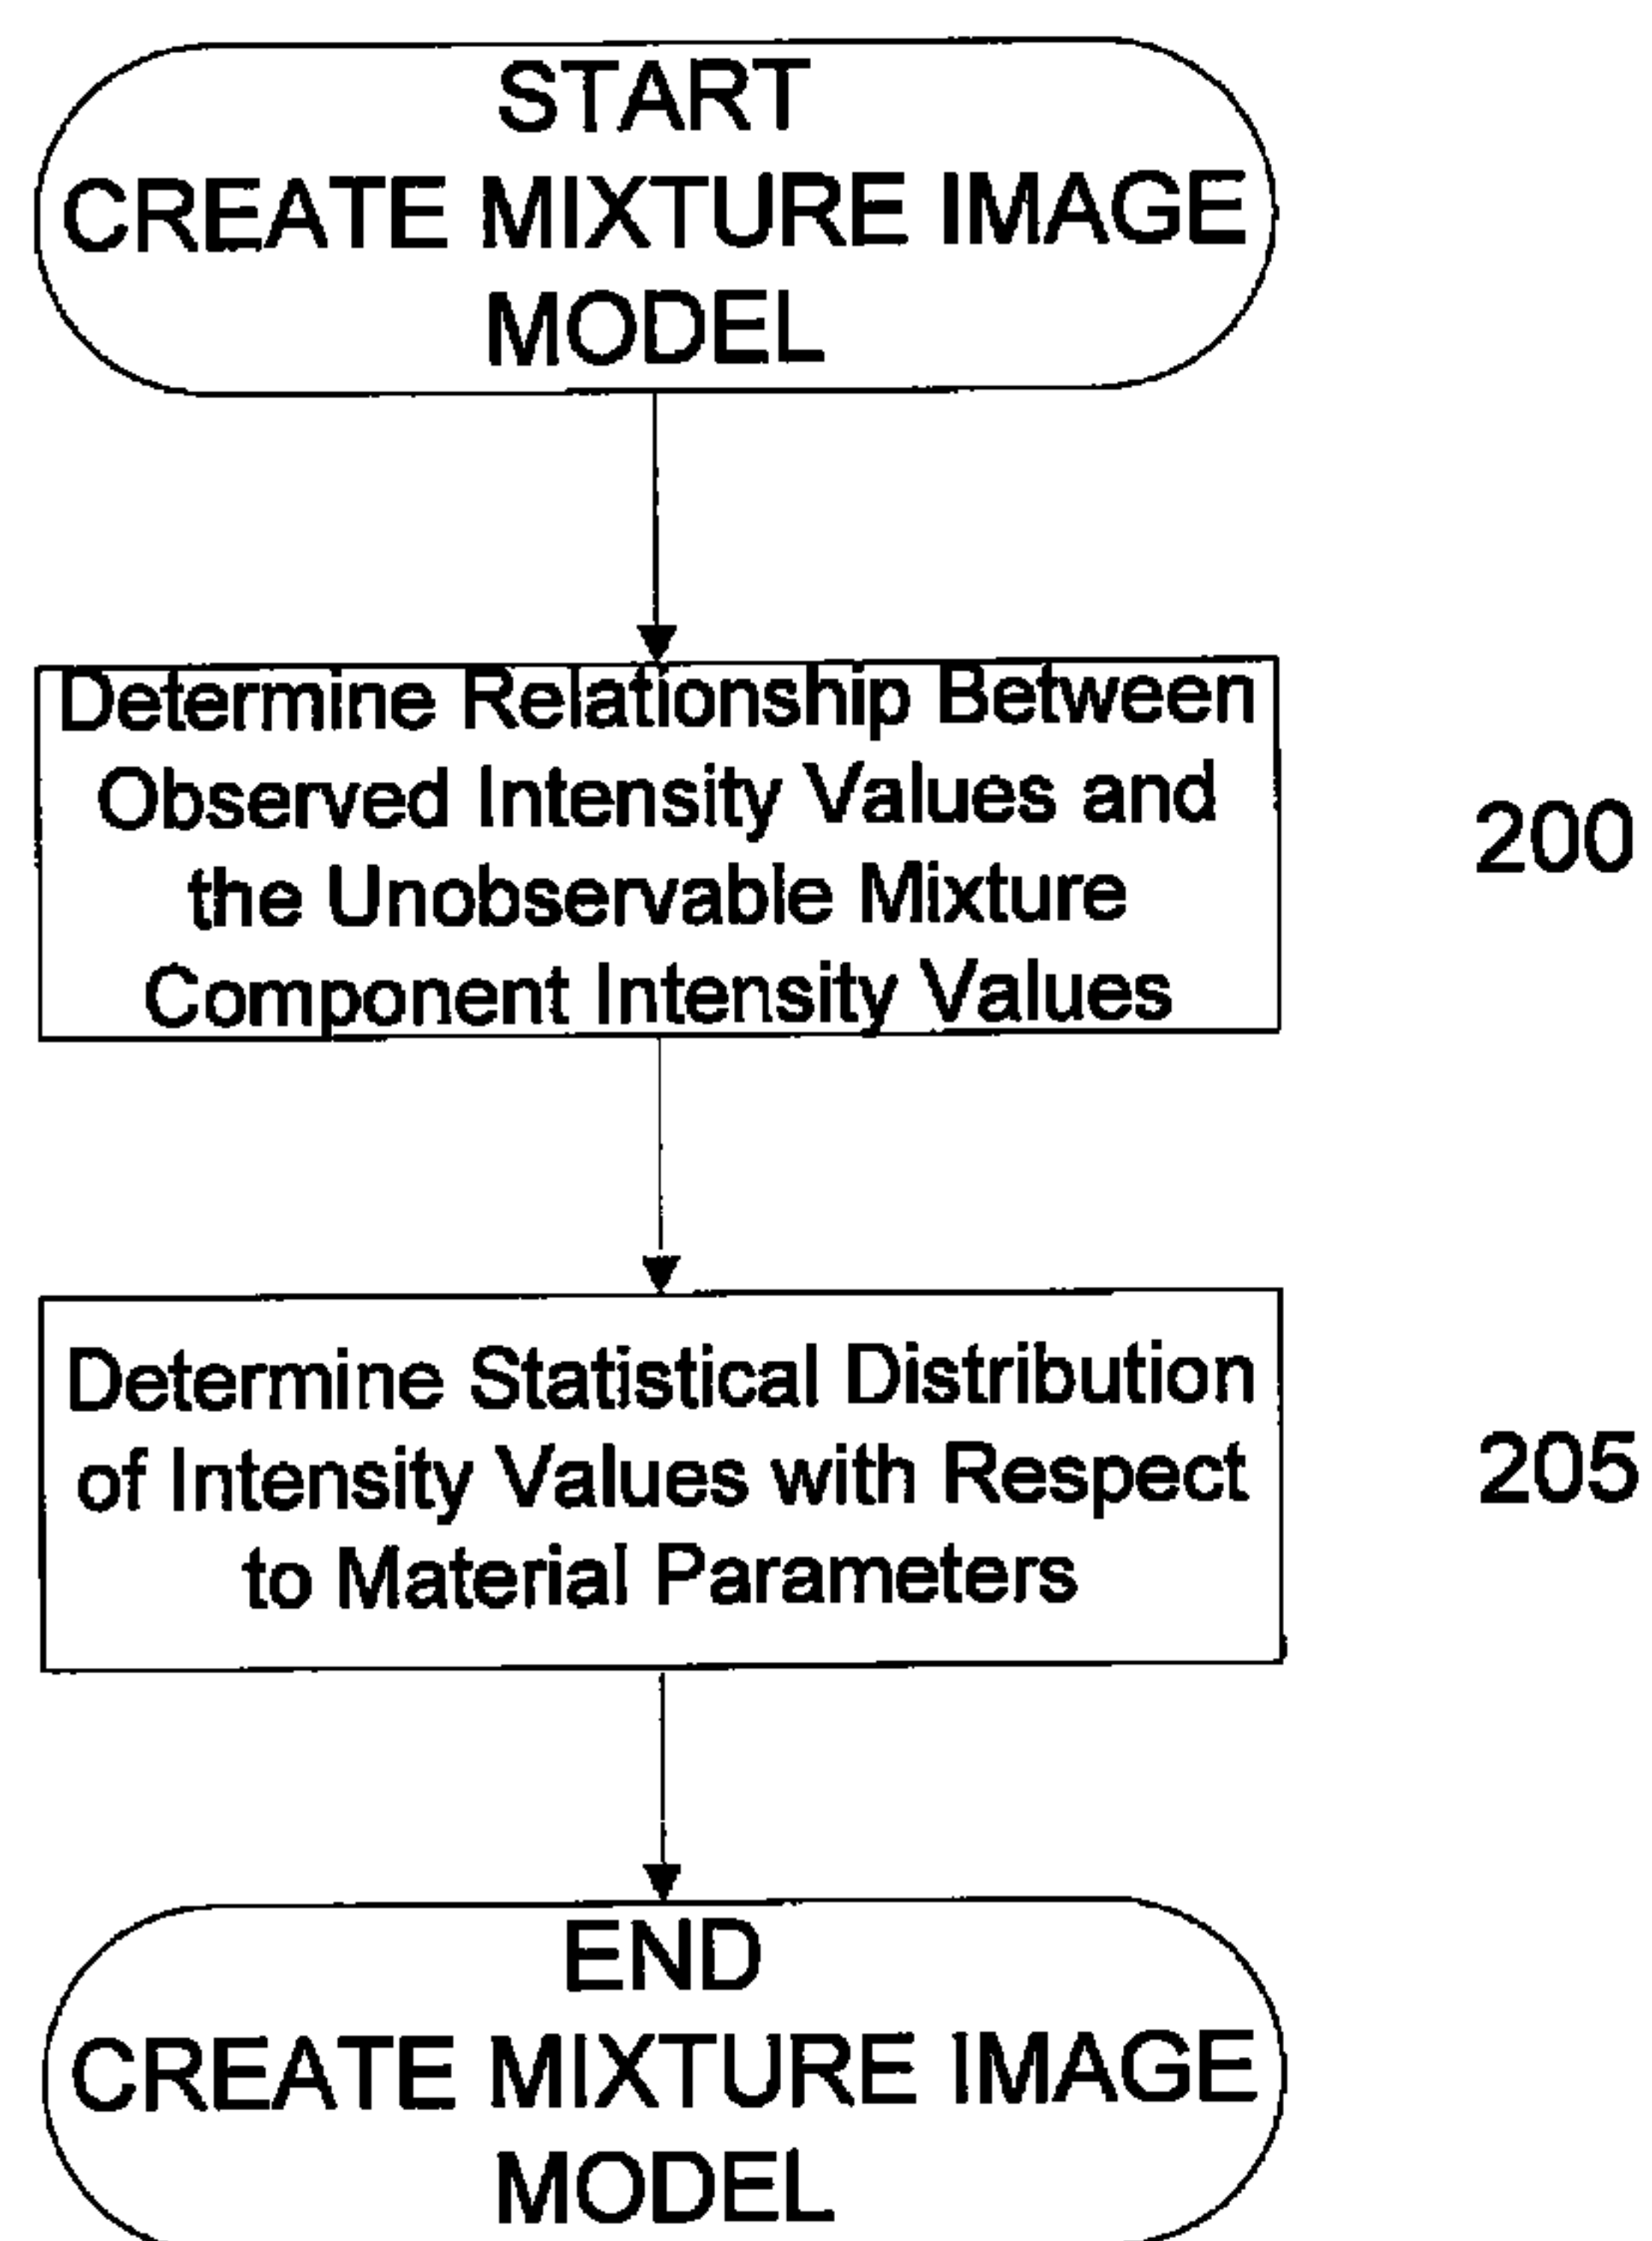 START
CREATE MIXTURE IMAGE
MODEL
Determine Relationship Between
Observed Intensity Values and
the Unobservable Mixture
Component Intensity Values
200
Determine Statistical Distribution
of Intensity Values with Respect
to Material Parameters
205
END
CREATE MIXTURE IMAGE
MODEL